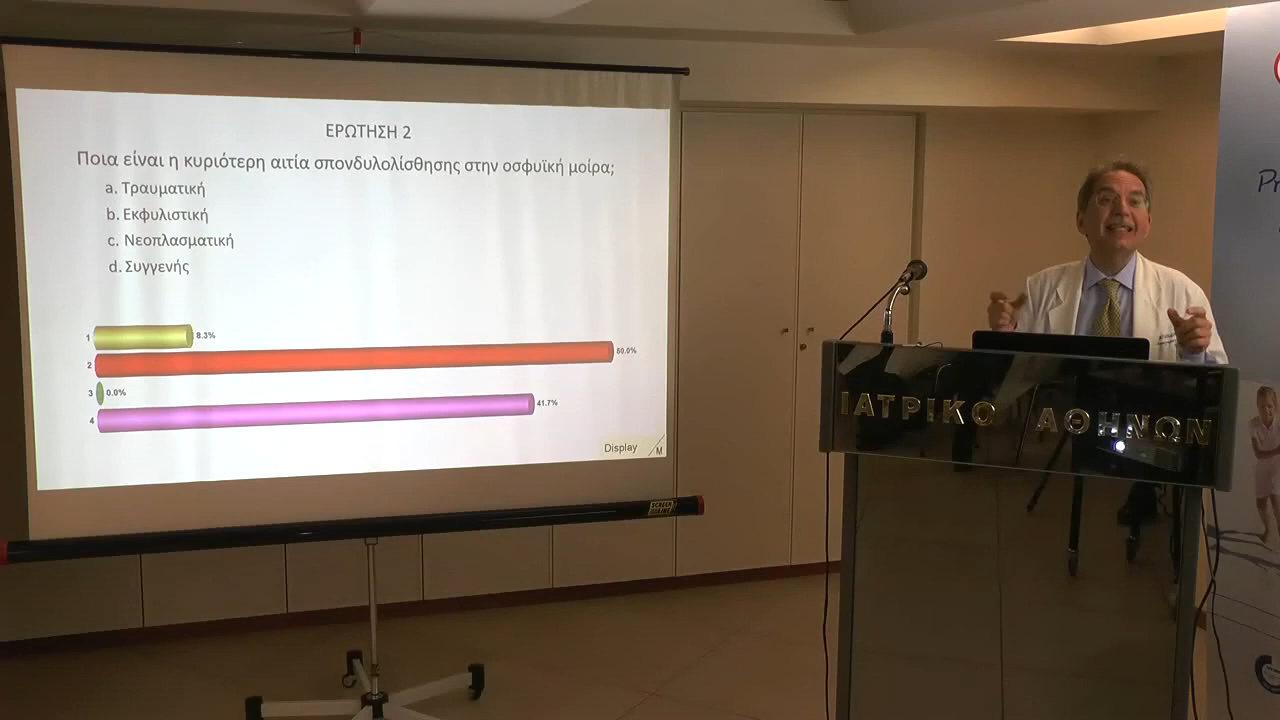 ΕΡΩΤΗΣΗ 2
Ποια είναι η κυριότερη αιτία σπονδυλολίσθησης στην οσφυϊκή μοίρα;
a. Τραυματική
b. Εκφυλιστική
c. Νεοπλασματική
d. Συγγενής
1 8.3%
2 50.0%
3 0.0%
4 41.7%
Display M
ΙΑΤΡΙΚΟ ΑΘΗΝΩΝ